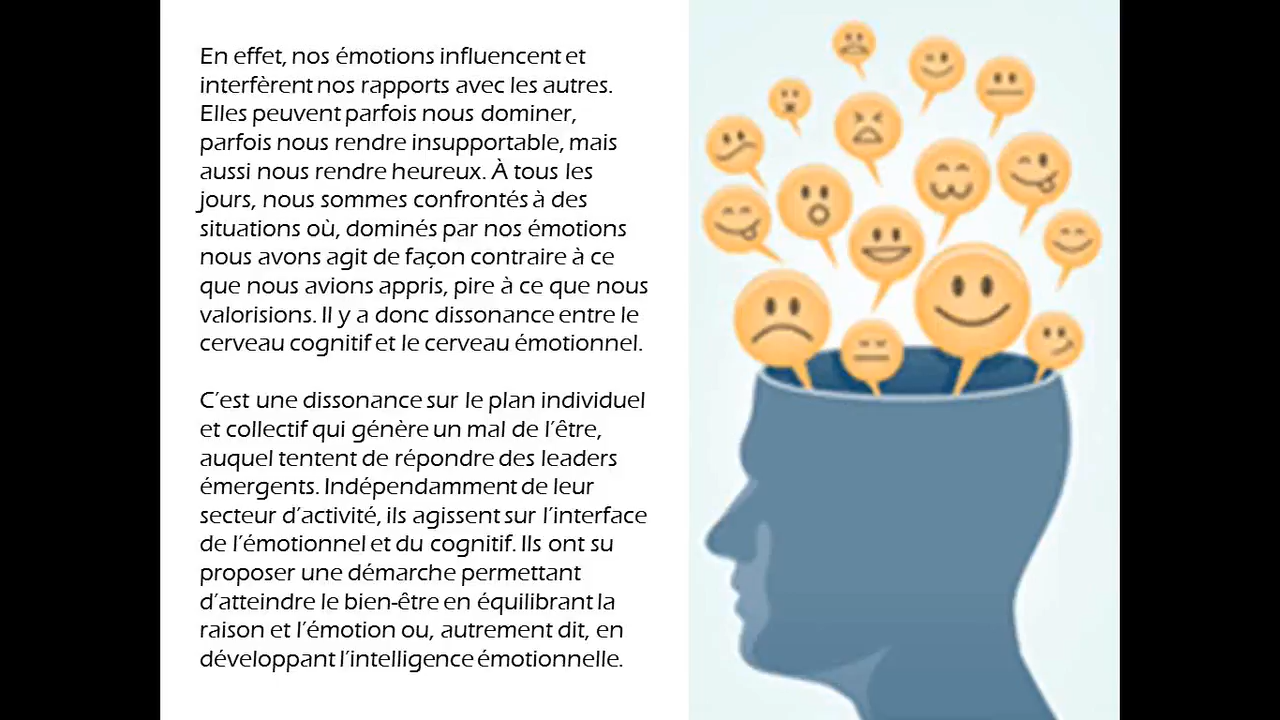 En effet, nos émotions influencent et
interfèrent nos rapports avec les autres.
Elles peuvent parfois nous dominer,
parfois nous rendre insupportable, mais
aussi nous rendre heureux. À tous les
jours, nous sommes confrontés à des
situations où, dominés par nos émotions
nous avons agit de façon contraire à ce
que nous avions appris, pire à ce que nous
valorisions. Il y a donc dissonance entre le
cerveau cognitif et le cerveau émotionnel.
C'est une dissonance sur le plan individuel
et collectif qui génère un mal de l'être,
auquel tentent de répondre des leaders
émergents. Indépendamment de leur
secteur d'activité, ils agissent sur l'interface
de l'émotionnel et du cognitif. Ils ont su
proposer une démarche permettant
d'atteindre le bien-être en équilibrant la
raison et l'émotion ou, autrement dit, en
développant l'intelligence émotionnelle.